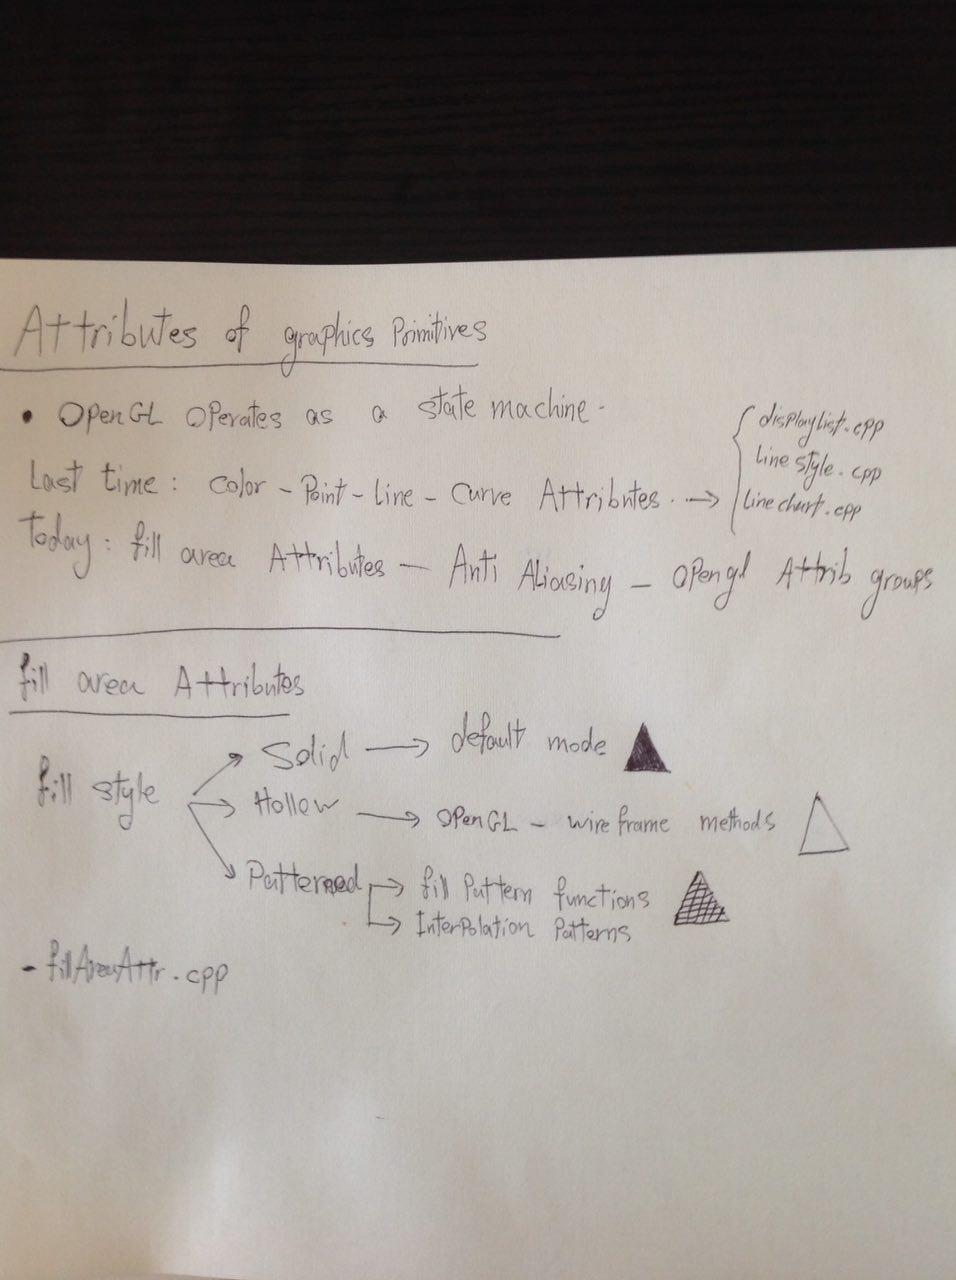 Attributes of graphics Primitives
• OpenGL operates as a state machine.
Last time: Color - Point - Line - Curve Attributes. → { displaylist.cpp
Line style.cpp
linechart.cpp
Today: fill area Attributes - Anti Aliasing - Opengl Attrib groups
fill area Attributes
fill style → Solid → default mode
→ Hollow → OpenGL - wire frame methods
→ Patterned → fill Pattern functions
→ Interpolation Patterns
- fillAreaAttr.cpp